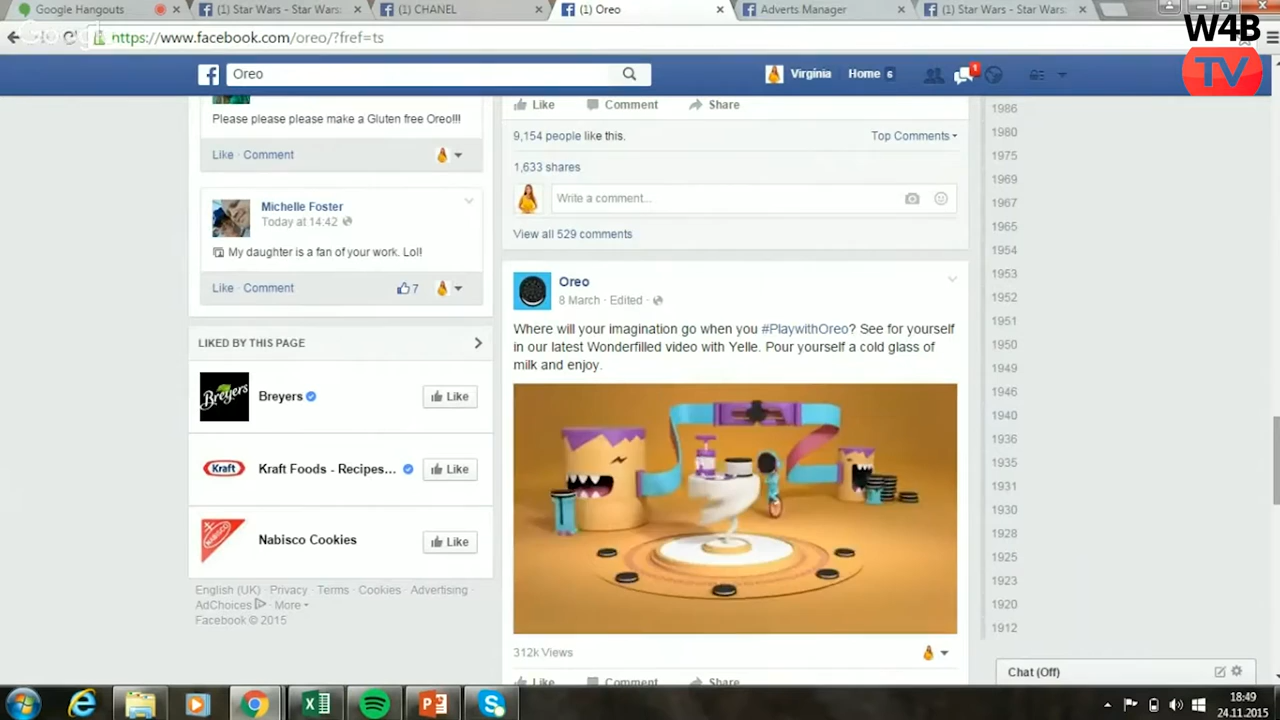 Google Hangouts
(1) Star Wars - Star Wars:
(1) CHANEL
(1) Oreo
Adverts Manager
(1) Star Wars - Star Wars:
https://www.facebook.com/oreo/?fref=ts
W4B
TV
Oreo
Virgínia
Home 6
1
Please please please make a Gluten free Oreo!!!
Like · Comment
Michelle Foster
Today at 14:42
My daughter is a fan of your work. Lol!
Like · Comment
7
LIKED BY THIS PAGE
Breyers
Breyers
Like
Kraft
Kraft Foods - Recipes...
Like
NABISCO
Nabisco Cookies
Like
English (UK) · Privacy · Terms · Cookies · Advertising ·
AdChoices · More
Facebook © 2015
Like Comment Share
9,154 people like this.
Top Comments
1,633 shares
Write a comment...
View all 529 comments
Oreo
8 March · Edited ·
Where will your imagination go when you #PlaywithOreo? See for yourself
in our latest Wonderfilled video with Yelle. Pour yourself a cold glass of
milk and enjoy.
312k Views
Like Comment Share
1986
1980
1975
1969
1967
1965
1954
1953
1952
1951
1950
1949
1946
1940
1936
1935
1931
1930
1928
1925
1923
1920
1912
Chat (Off)
18:49
24.11.2015